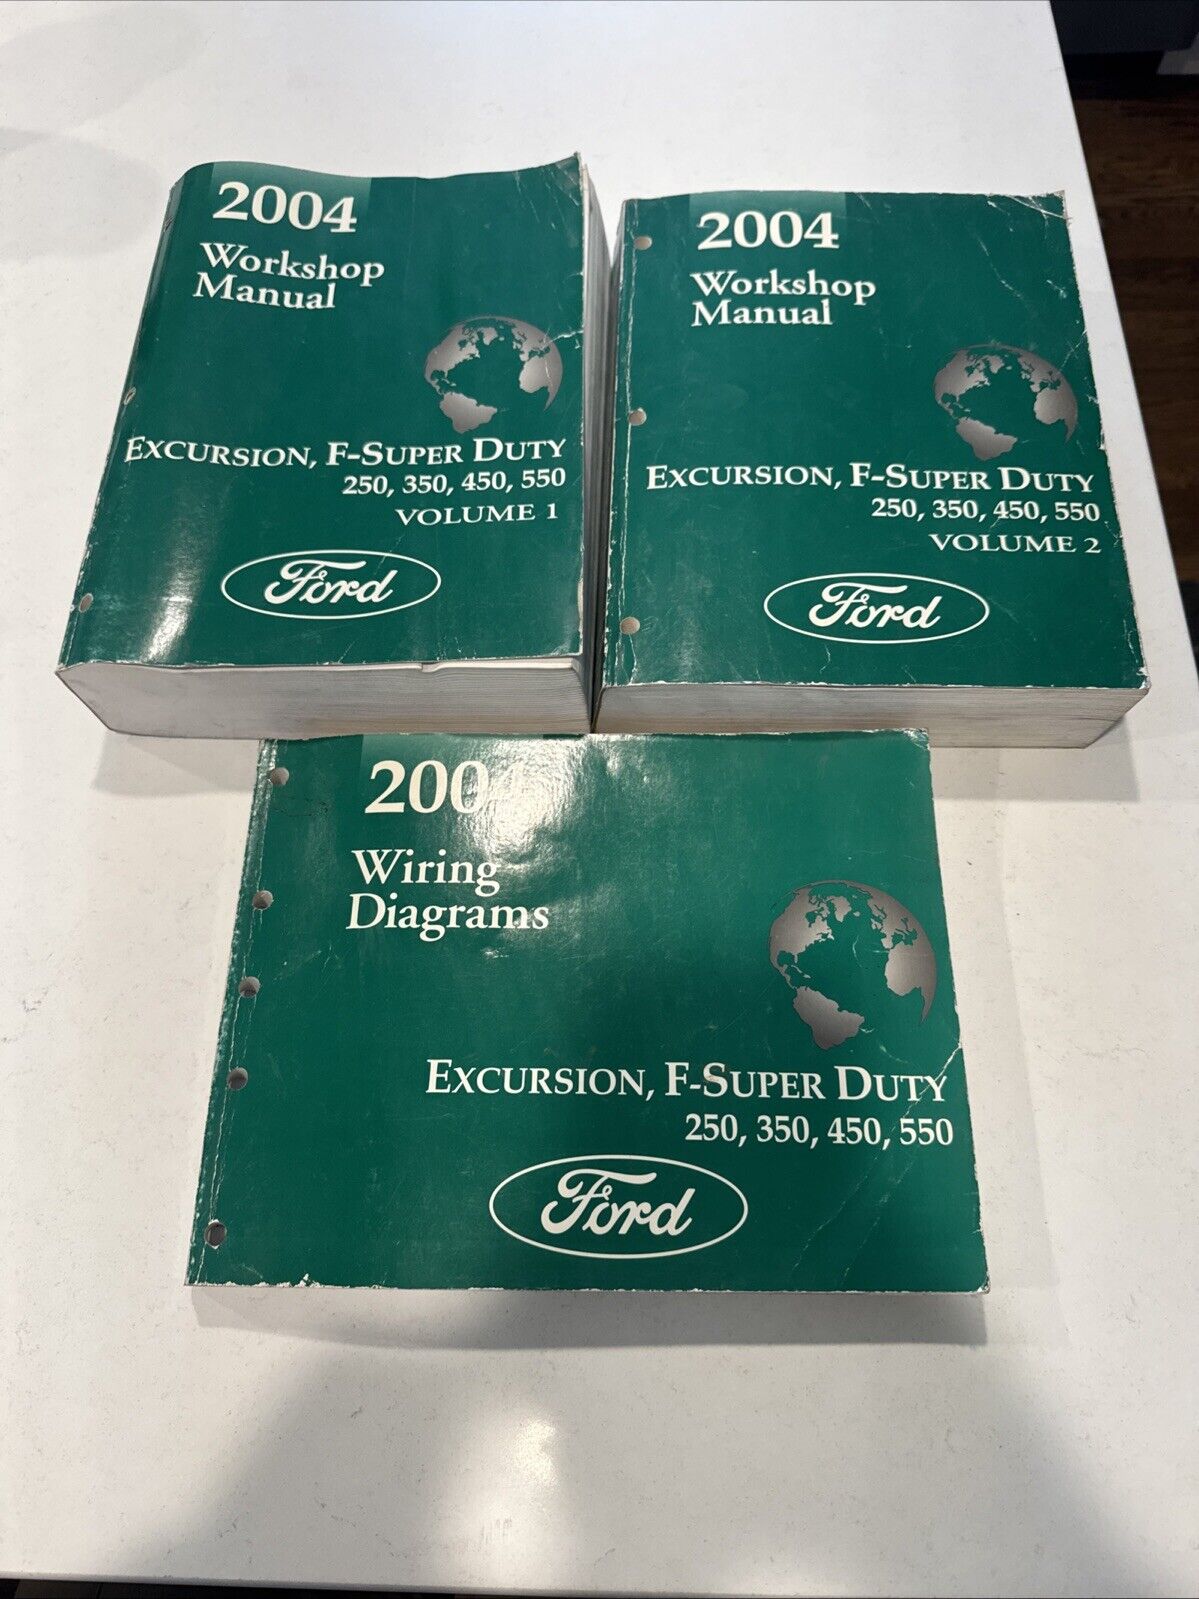 2004
Workshop
Manual
EXCURSION, F-SUPER DUTY
250, 350, 450, 550
VOLUME 1
Ford
2004
Workshop
Manual
EXCURSION, F-SUPER DUTY
250, 350, 450, 550
VOLUME 2
Ford
2004
Wiring
Diagrams
EXCURSION, F-SUPER DUTY
250, 350, 450, 550
Ford